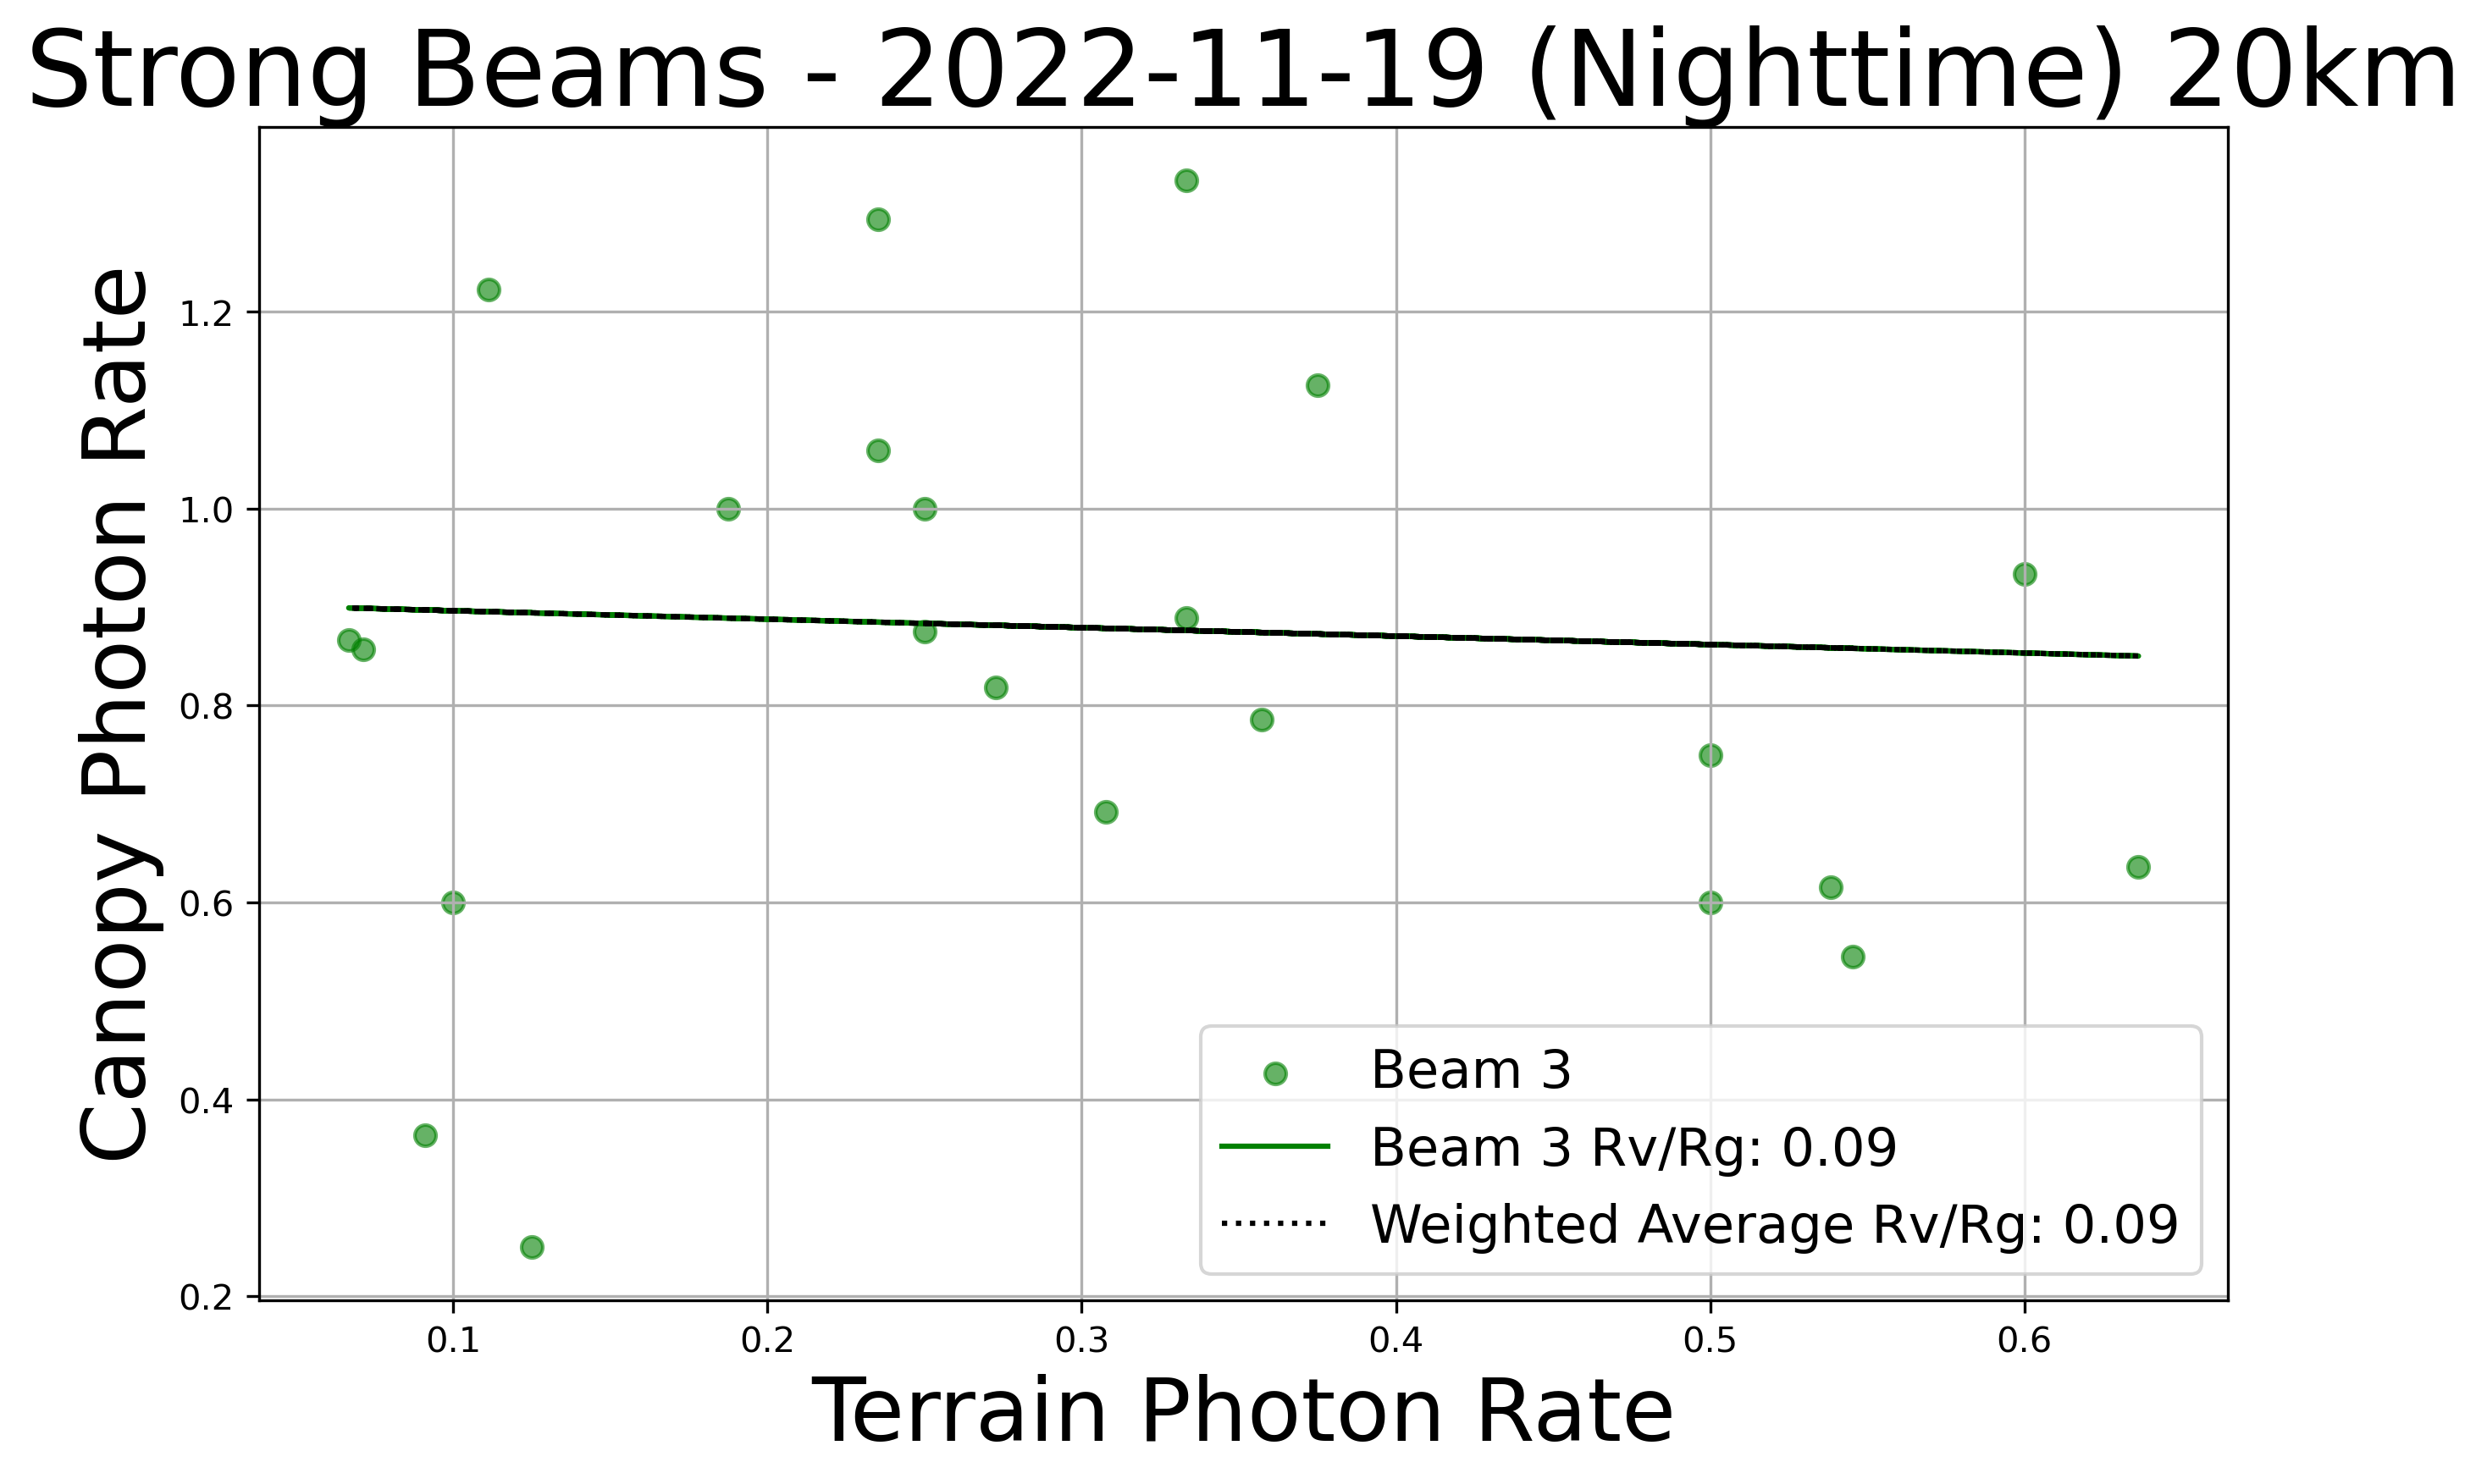 Strong Beams - 2022-11-19 (Nighttime) 20km
Canopy Photon Rate
1.2
1.0
0.8
0.6
0.4
0.2
Beam 3
Beam 3 Rv/Rg: 0.09
Weighted Average Rv/Rg: 0.09
0.1 0.2 0.3 0.4 0.5 0.6
Terrain Photon Rate